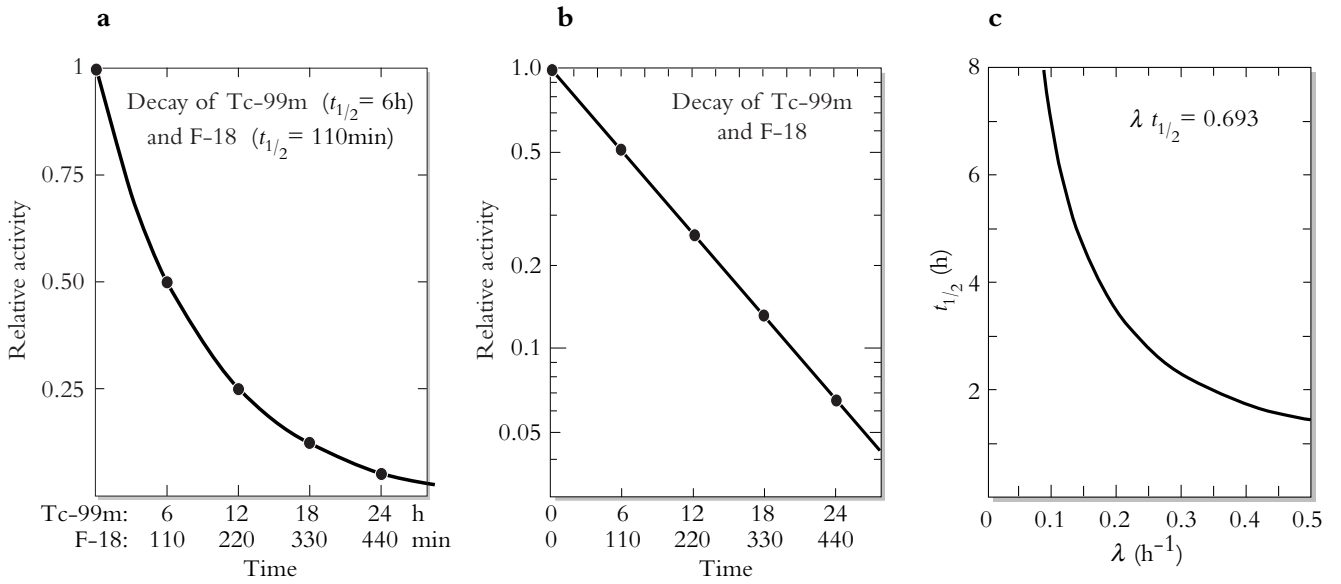 a
1
0.75
0.50
0.25
Relative activity
Decay of Tc-99m (t1/2= 6h)
and F-18 (t1/2= 110min)
Tc-99m: 6 12 18 24 h
F-18: 110 220 330 440 min
Time
b
1.0
0.5
0.2
0.1
0.05
Relative activity
Decay of Tc-99m
and F-18
0 6 12 18 24
0 110 220 330 440
Time
c
8
6
4
2
t1/2 (h)
λ t1/2= 0.693
0 0.1 0.2 0.3 0.4 0.5
λ (h⁻¹)